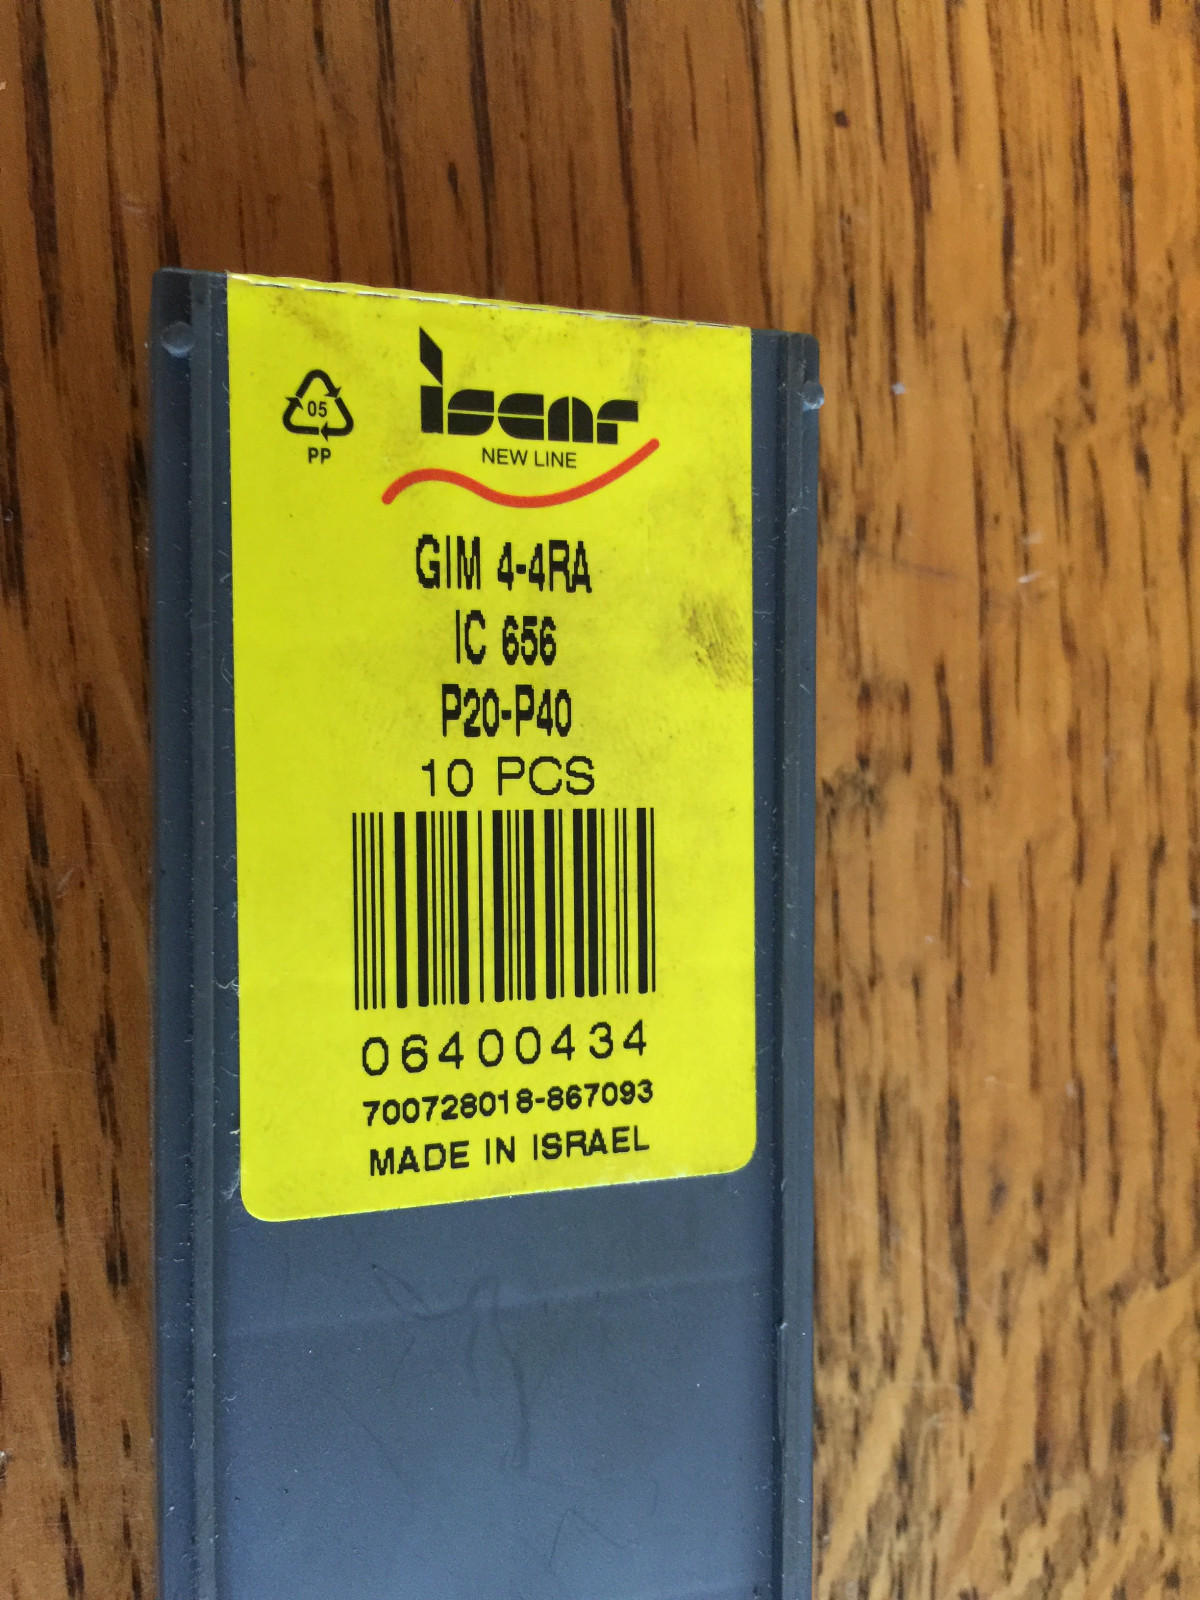 05
PP
iscar
NEW LINE
GIM 4-4RA
IC 656
P20-P40
10 PCS
06400434
700728018-867093
MADE IN ISRAEL